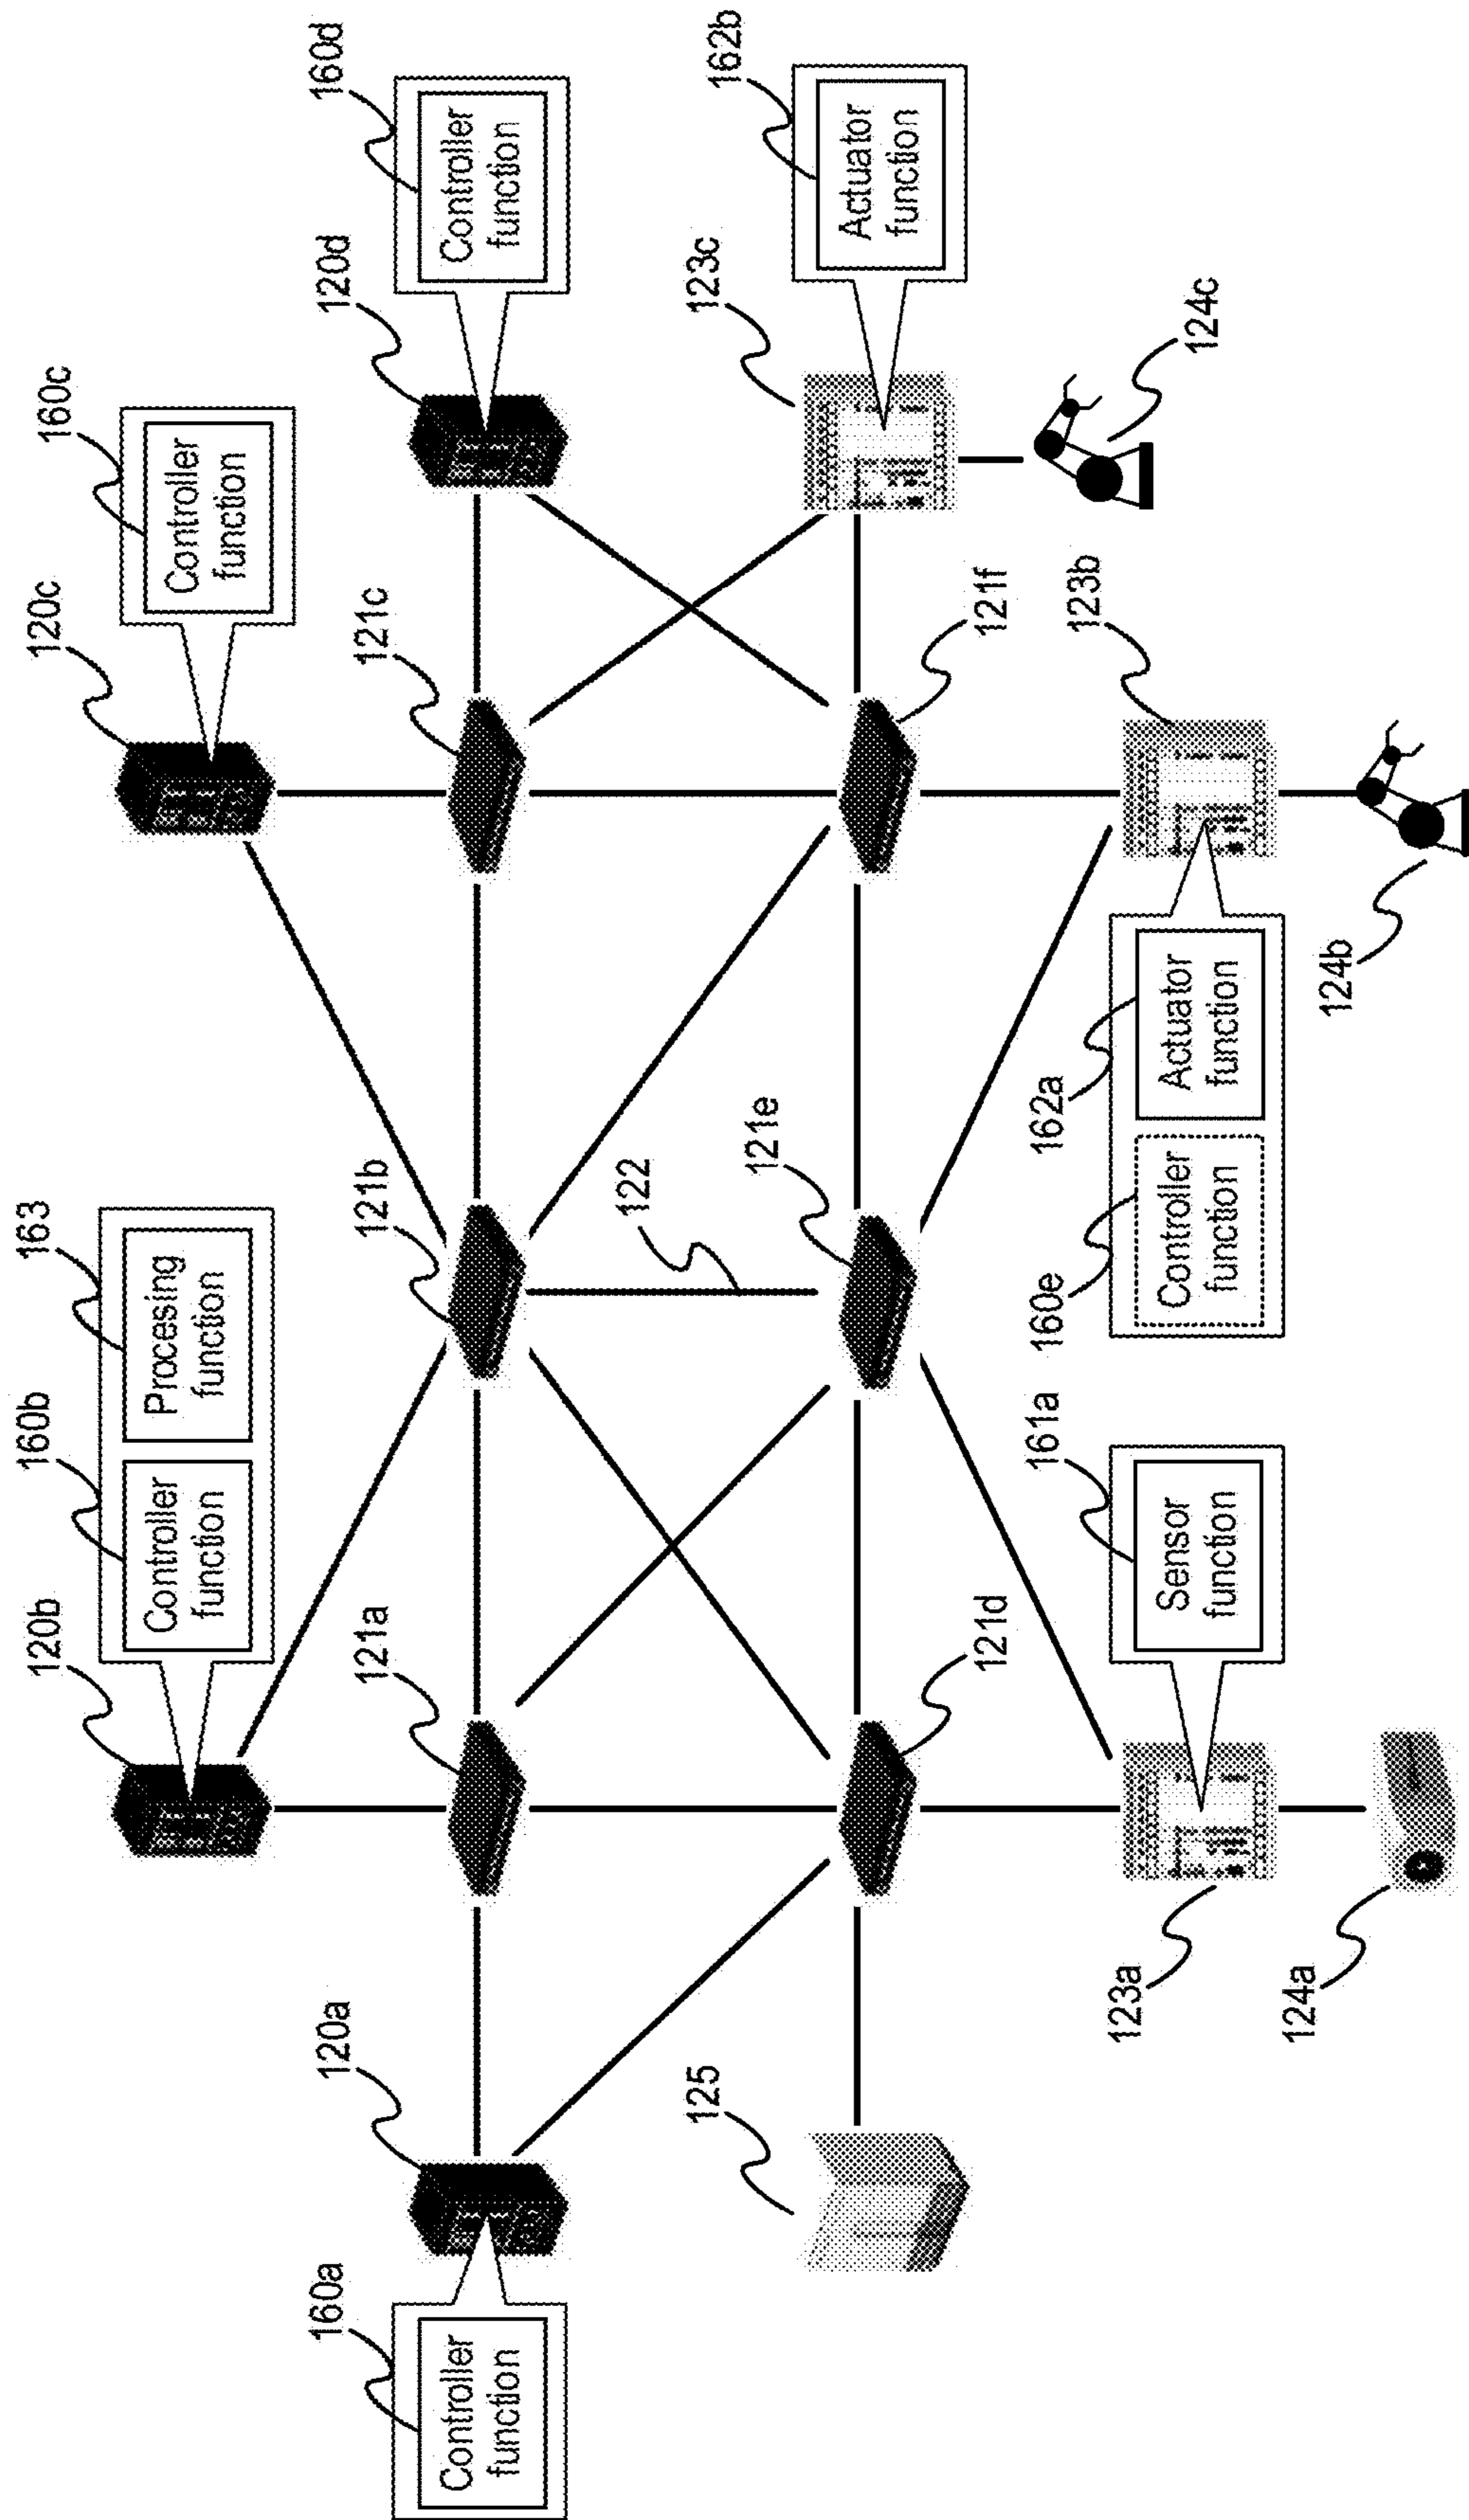 120b
160b
163
120c
160c
Controller
function
Procesing
function
Controller
function
160a
120a
121a
121b
121c
120d
160d
Controller
function
Controller
function
122
125
123c
162b
121e
Actuator
function
121d
121f
161a
160e
162a
123b
Sensor
function
Controller
function
Actuator
function
123a
124c
124a
124b